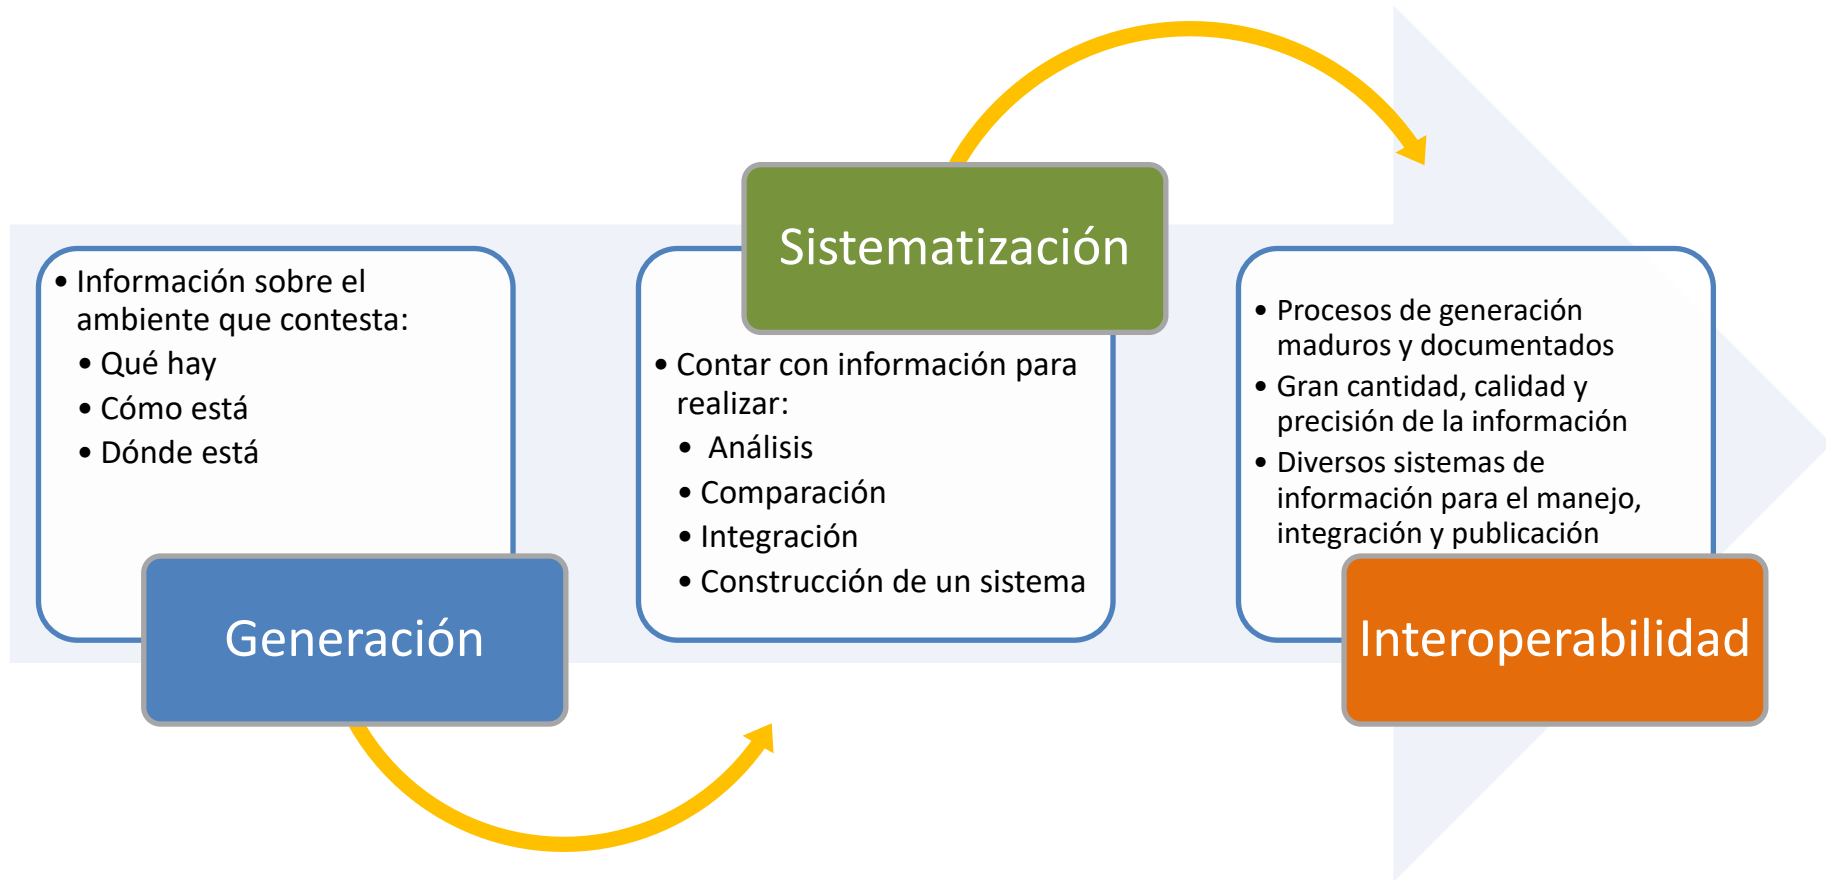 • Información sobre el
ambiente que contesta:
• Qué hay
• Cómo está
• Dónde está
Generación
Sistematización
• Contar con información para
realizar:
• Análisis
• Comparación
• Integración
• Construcción de un sistema
• Procesos de generación
maduros y documentados
• Gran cantidad, calidad y
precisión de la información
• Diversos sistemas de
información para el manejo,
integración y publicación
Interoperabilidad